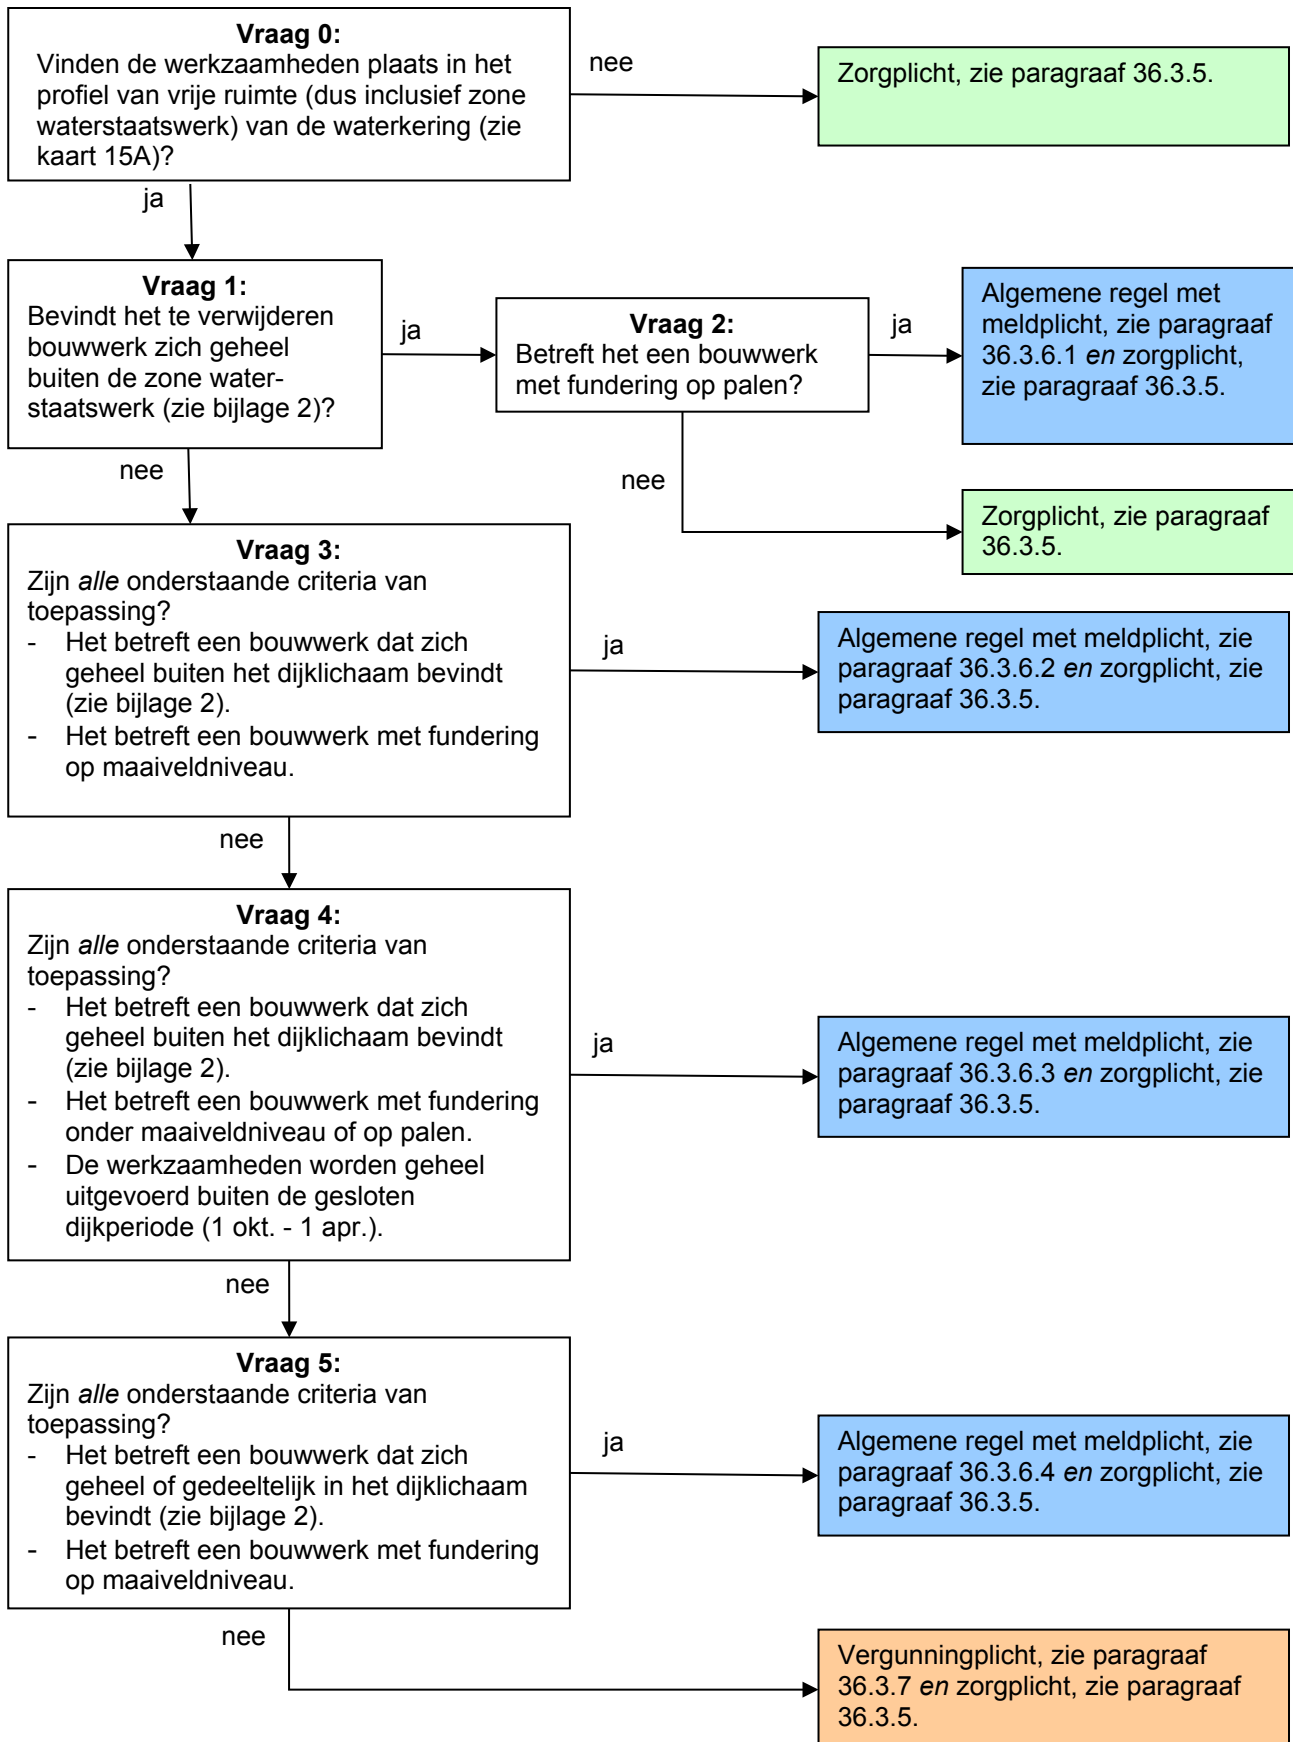 Vraag 0:
Vinden de werkzaamheden plaats in het
profiel van vrije ruimte (dus inclusief zone
waterstaatswerk) van de waterkering (zie
kaart 15A)?
nee
Zorgplicht, zie paragraaf 36.3.5.
ja
Vraag 1:
Bevindt het te verwijderen
bouwwerk zich geheel
buiten de zone water-
staatswerk (zie bijlage 2)?
ja
Vraag 2:
Betreft het een bouwwerk
met fundering op palen?
ja
Algemene regel met
meldplicht, zie paragraaf
36.3.6.1 en zorgplicht,
zie paragraaf 36.3.5.
nee
nee
Zorgplicht, zie paragraaf
36.3.5.
Vraag 3:
Zijn alle onderstaande criteria van
toepassing?
- Het betreft een bouwwerk dat zich
geheel buiten het dijklichaam bevindt
(zie bijlage 2).
- Het betreft een bouwwerk met fundering
op maaiveldniveau.
ja
Algemene regel met meldplicht, zie
paragraaf 36.3.6.2 en zorgplicht, zie
paragraaf 36.3.5.
nee
Vraag 4:
Zijn alle onderstaande criteria van
toepassing?
- Het betreft een bouwwerk dat zich
geheel buiten het dijklichaam bevindt
(zie bijlage 2).
- Het betreft een bouwwerk met fundering
onder maaiveldniveau of op palen.
- De werkzaamheden worden geheel
uitgevoerd buiten de gesloten
dijkperiode (1 okt. - 1 apr.).
ja
Algemene regel met meldplicht, zie
paragraaf 36.3.6.3 en zorgplicht, zie
paragraaf 36.3.5.
nee
Vraag 5:
Zijn alle onderstaande criteria van
toepassing?
- Het betreft een bouwwerk dat zich
geheel of gedeeltelijk in het dijklichaam
bevindt (zie bijlage 2).
- Het betreft een bouwwerk met fundering
op maaiveldniveau.
ja
Algemene regel met meldplicht, zie
paragraaf 36.3.6.4 en zorgplicht, zie
paragraaf 36.3.5.
nee
Vergunningplicht, zie paragraaf
36.3.7 en zorgplicht, zie paragraaf
36.3.5.